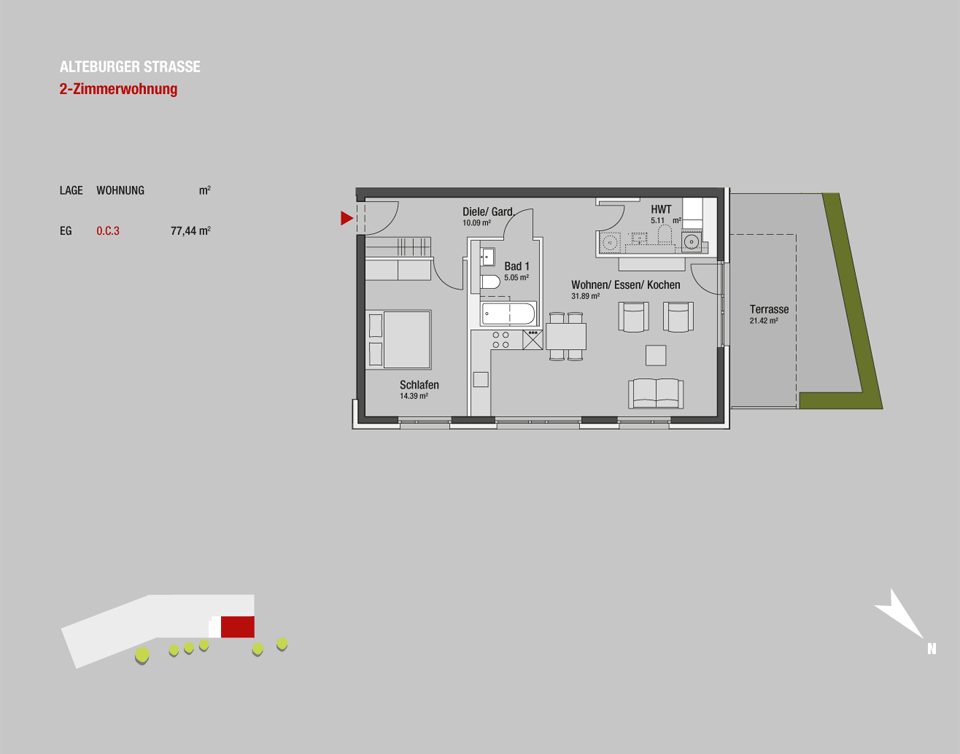 ALTEBURGER STRASSE
2-Zimmerwohnung
LAGE WOHNUNG m²
EG 0.C.3 77,44 m²
Diele/ Gard.
10.09 m²
HWT
5.11 m²
Bad 1
5.05 m²
Wohnen/ Essen/ Kochen
31.89 m²
Terrasse
21.42 m²
Schlafen
14.39 m²
N